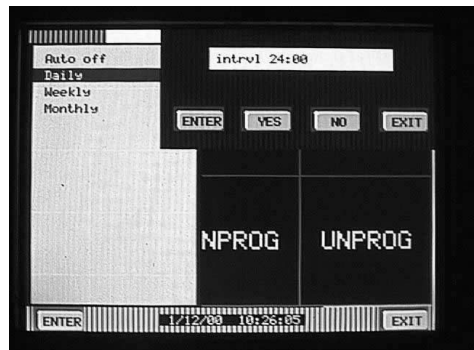 Auto off
Daily
Weekly
Monthly
intrvl 24:00
ENTER YES NO EXIT
NPROG UNPROG
ENTER 1/12/00 10:26:05 EXIT